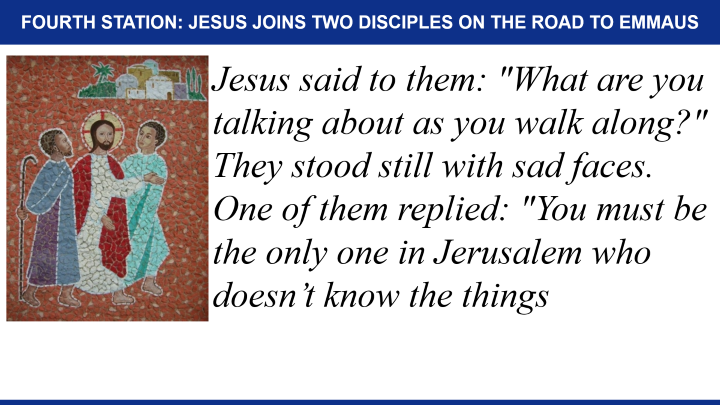 FOURTH STATION: JESUS JOINS TWO DISCIPLES ON THE ROAD TO EMMAUS
Jesus said to them: "What are you
talking about as you walk along?"
They stood still with sad faces.
One of them replied: "You must be
the only one in Jerusalem who
doesn’t know the things